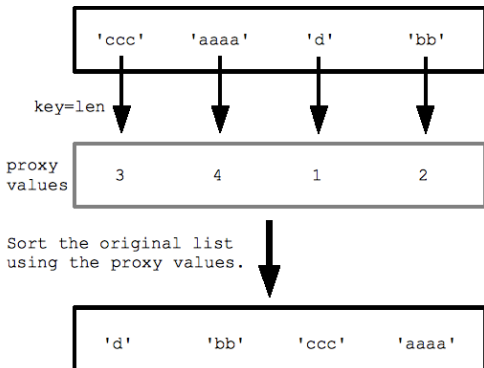 'ccc' 'aaaa' 'd' 'bb'
key=len
proxy
values
3 4 1 2
Sort the original list
using the proxy values.
'd' 'bb' 'ccc' 'aaaa'